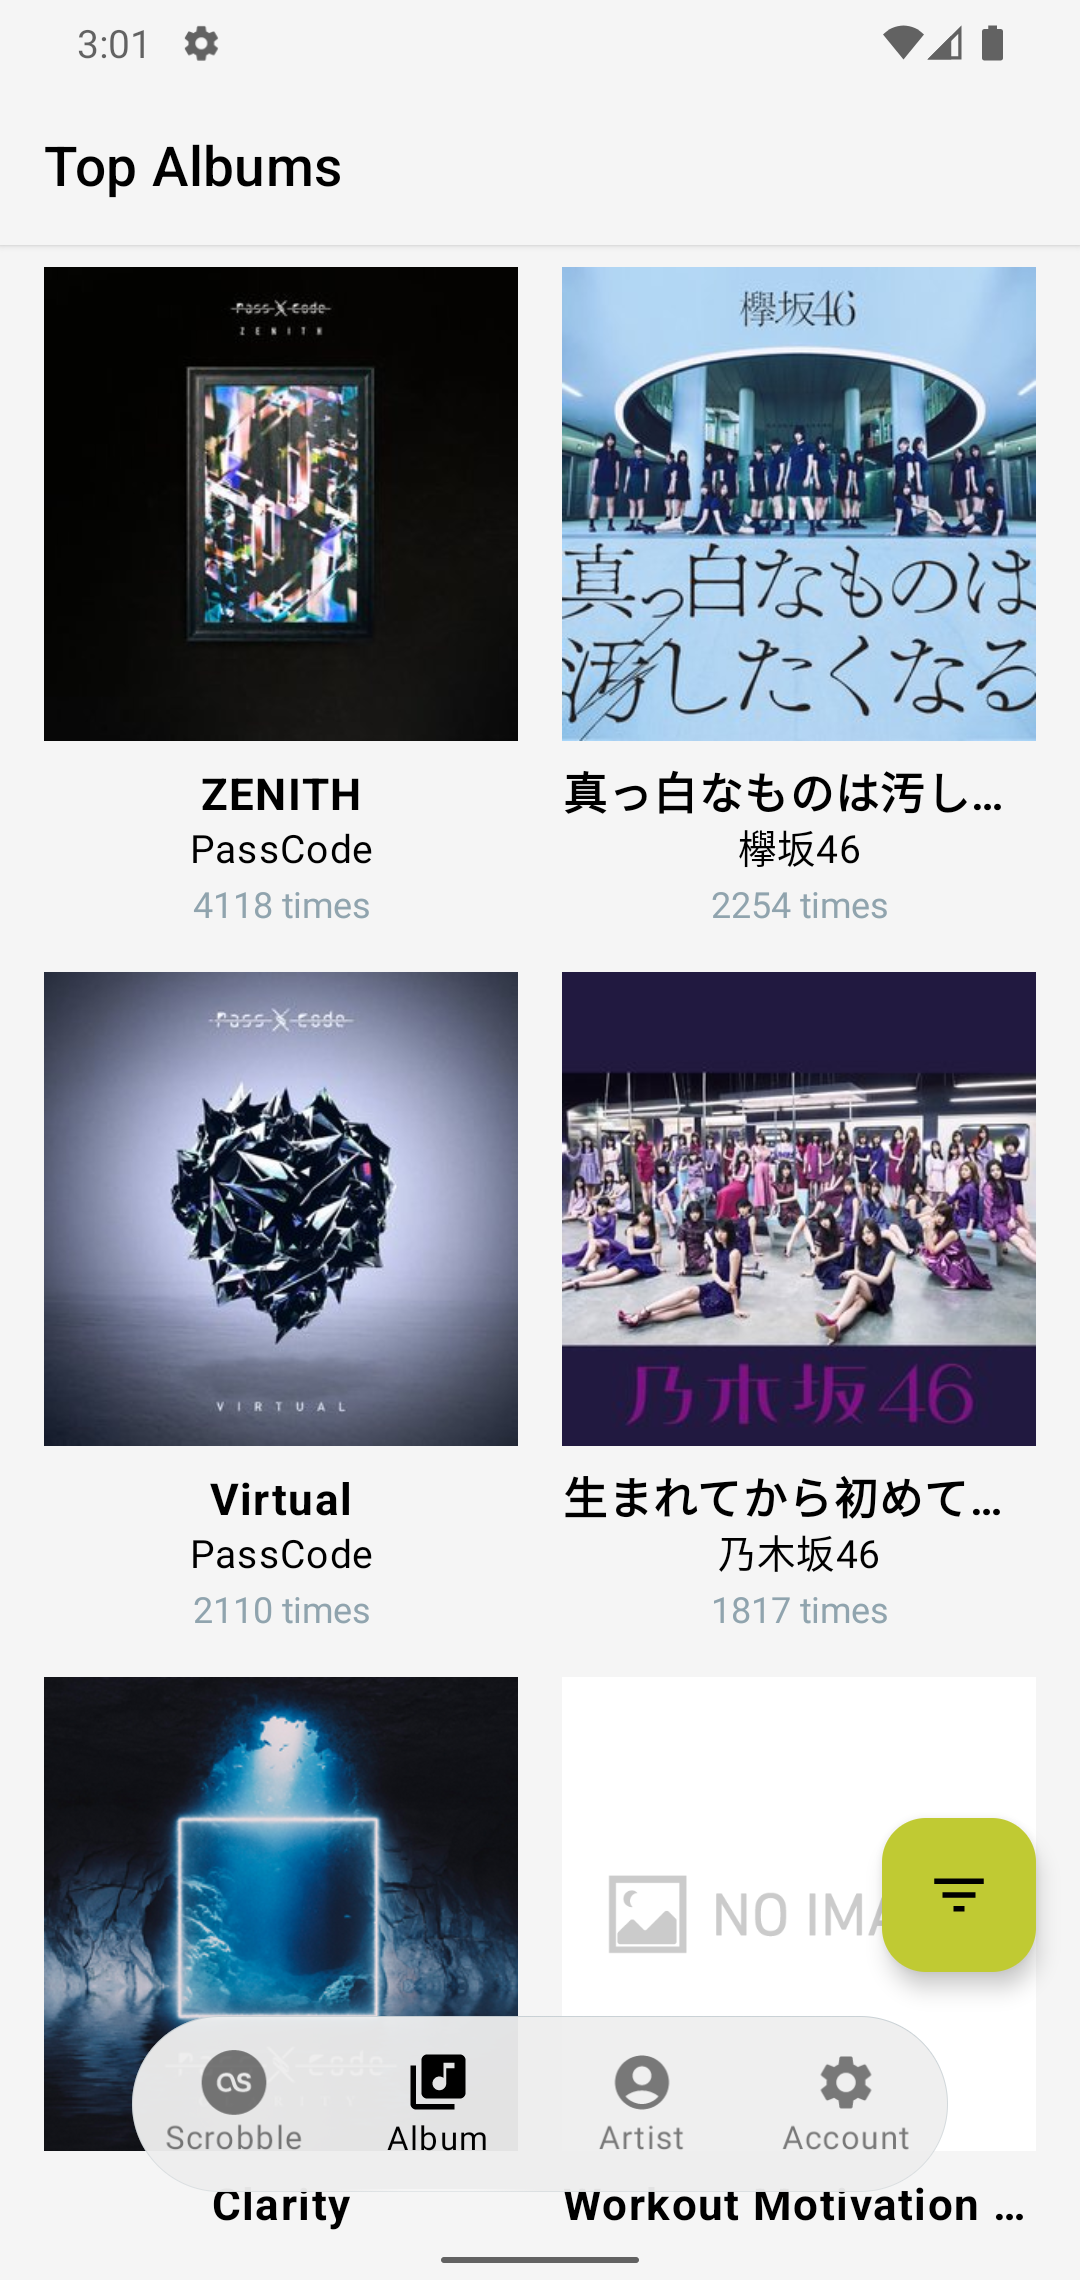 3:01
Top Albums
Pass Code
ZENITH
欅坂46
真っ白なものは
汚したくなる
ZENITH
PassCode
4118 times
真っ白なものは汚し…
欅坂46
2254 times
Pass Code
VIRTUAL
乃木坂46
Virtual
PassCode
2110 times
生まれてから初めて…
乃木坂46
1817 times
NO IMA
Scrobble
Album
Artist
Account
Clarity
Workout Motivation …